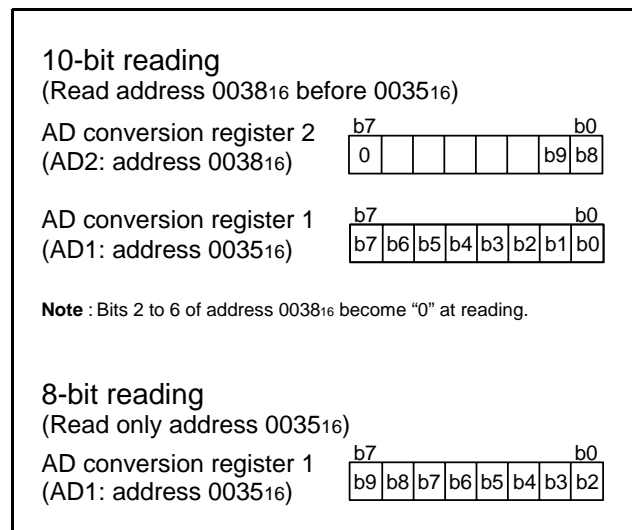 10-bit reading
(Read address 0038₁₆ before 0035₁₆)
b7 b0
AD conversion register 2
(AD2: address 0038₁₆)
0 b9 b8
b7 b0
AD conversion register 1
(AD1: address 0035₁₆)
b7 b6 b5 b4 b3 b2 b1 b0
Note : Bits 2 to 6 of address 0038₁₆ become “0” at reading.
8-bit reading
(Read only address 0035₁₆)
b7 b0
AD conversion register 1
(AD1: address 0035₁₆)
b9 b8 b7 b6 b5 b4 b3 b2